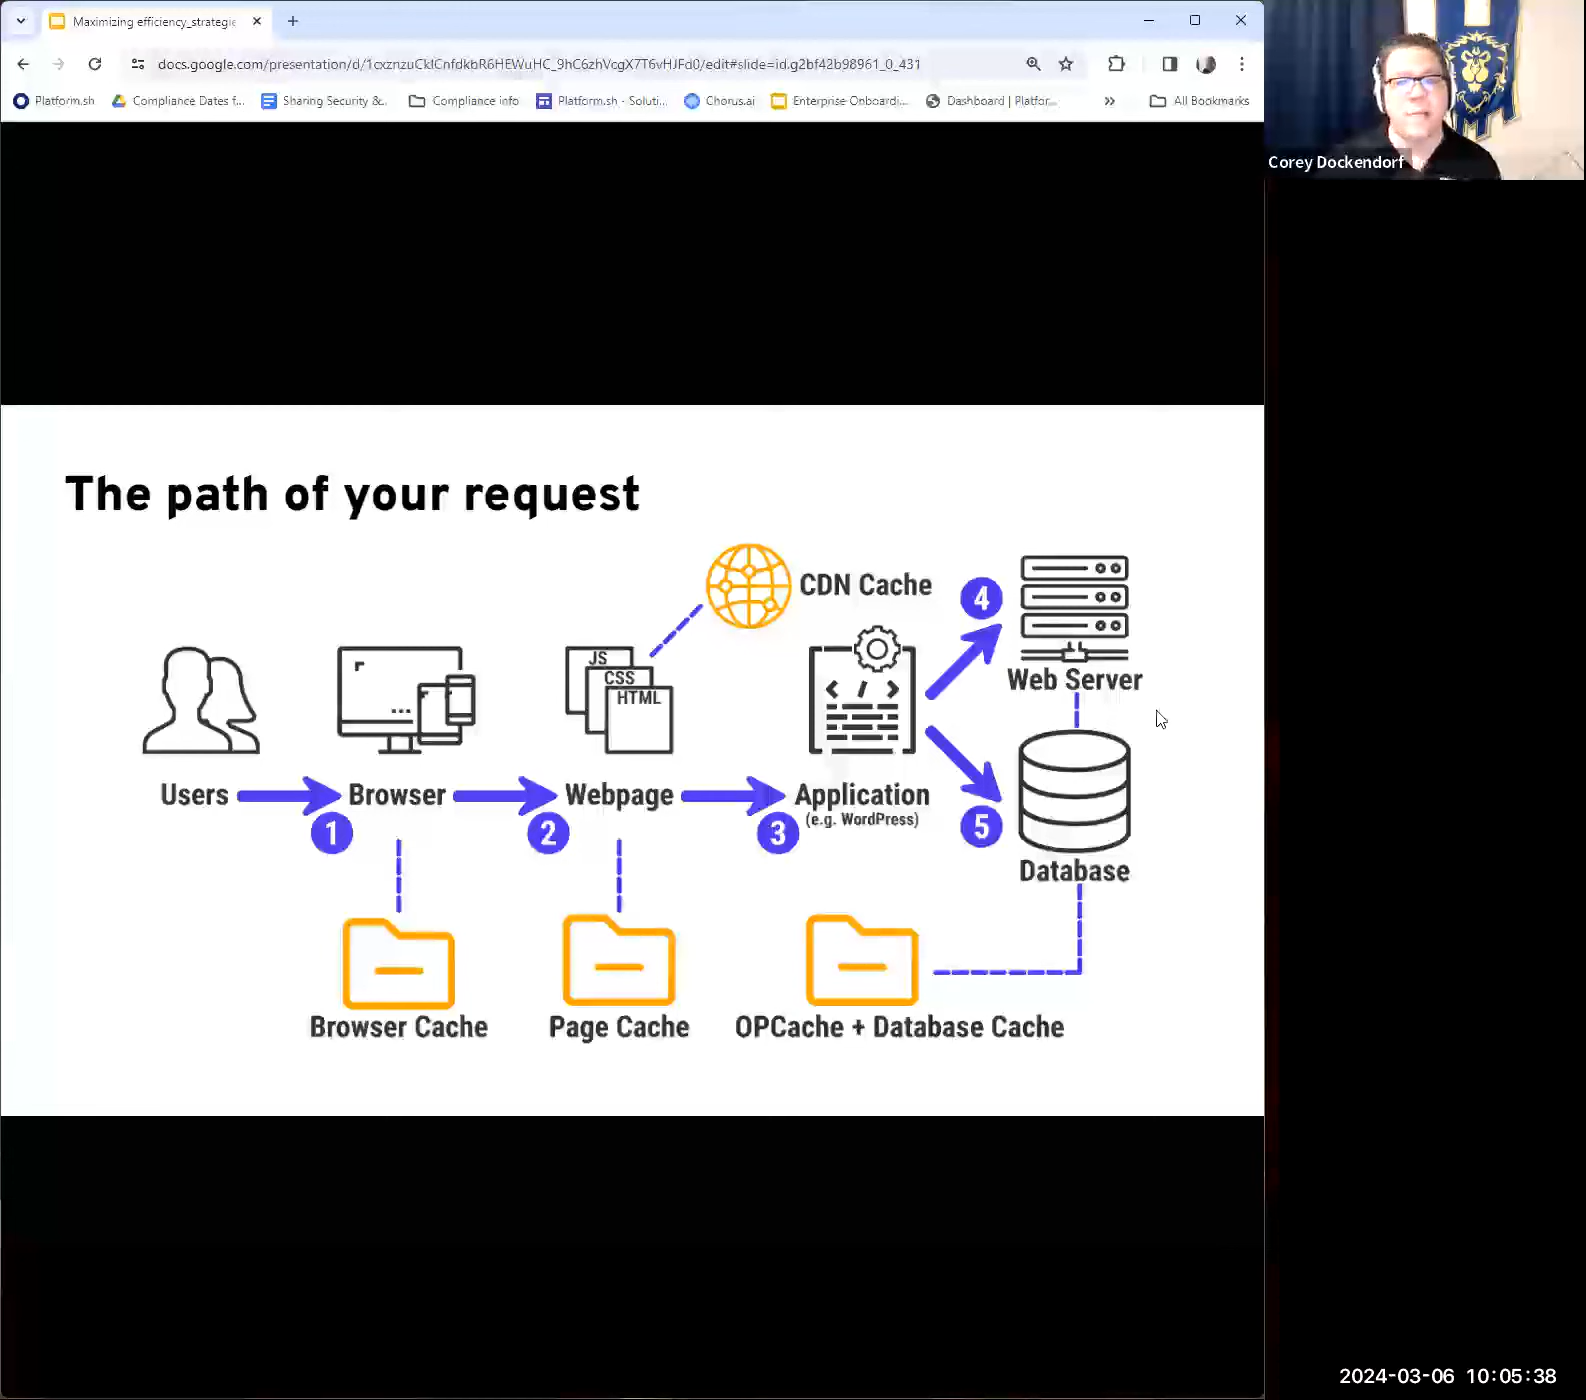 Maximizing efficiency_strategie
docs.google.com/presentation/d/1cxznzuCkICnfdkbR6HEWuHC_9hC6zhVcgX7T6vHJFd0/edit#slide=id.g2bf42b98961_0_431
Platform.sh
Compliance Dates f...
Sharing Security &...
Compliance info
Platform.sh - Soluti...
Chorus.ai
Enterprise Onboardi...
Dashboard | Platfor...
All Bookmarks
Corey Dockendorf
The path of your request
CDN Cache
4
JS
CSS
HTML
Web Server
Users
Browser
Webpage
Application
(e.g. WordPress)
1
2
3
5
Database
Browser Cache
Page Cache
OPCache + Database Cache
2024-03-06 10:05:38